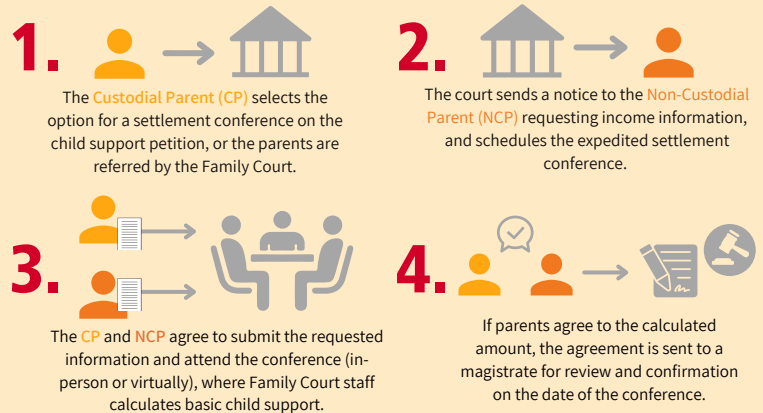 1.
The Custodial Parent (CP) selects the
option for a settlement conference on the
child support petition, or the parents are
referred by the Family Court.
2.
The court sends a notice to the Non-Custodial
Parent (NCP) requesting income information,
and schedules the expedited settlement
conference.
3.
The CP and NCP agree to submit the requested
information and attend the conference (in-
person or virtually), where Family Court staff
calculates basic child support.
4.
If parents agree to the calculated
amount, the agreement is sent to a
magistrate for review and confirmation
on the date of the conference.